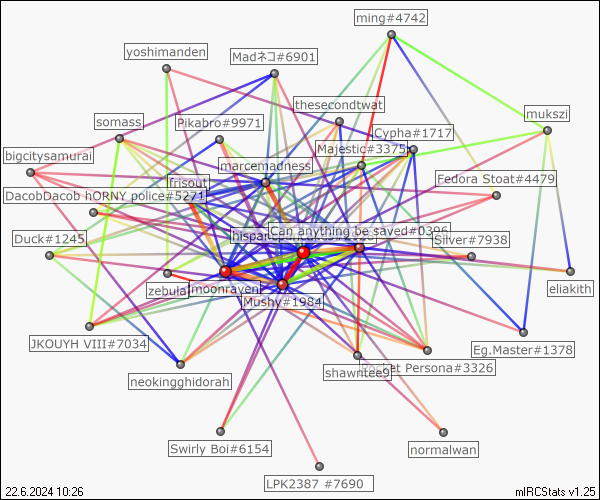 ming#4742
yoshimanden
Madネコ#6901
thesecondtwat
mukszi
somass
Pikabro#9971
Cypha#1717
Majestic#3375
bigcitysamurai
marcemadness
Fedora Stoat#4479
frisout
DacobDacob hORNY police#5271
Can anything be saved#0396
Duck#1245
Silver#7938
zebulai
moonraven
eliakith
Mushy#1984
JKOUYH VIII#7034
Eg.Master#1378
neokingghidorah
shawntee9
Pocket Persona#3326
Swirly Boi#6154
normalwan
LPK2387 #7690
22.6.2024 10:26
mIRCStats v1.25